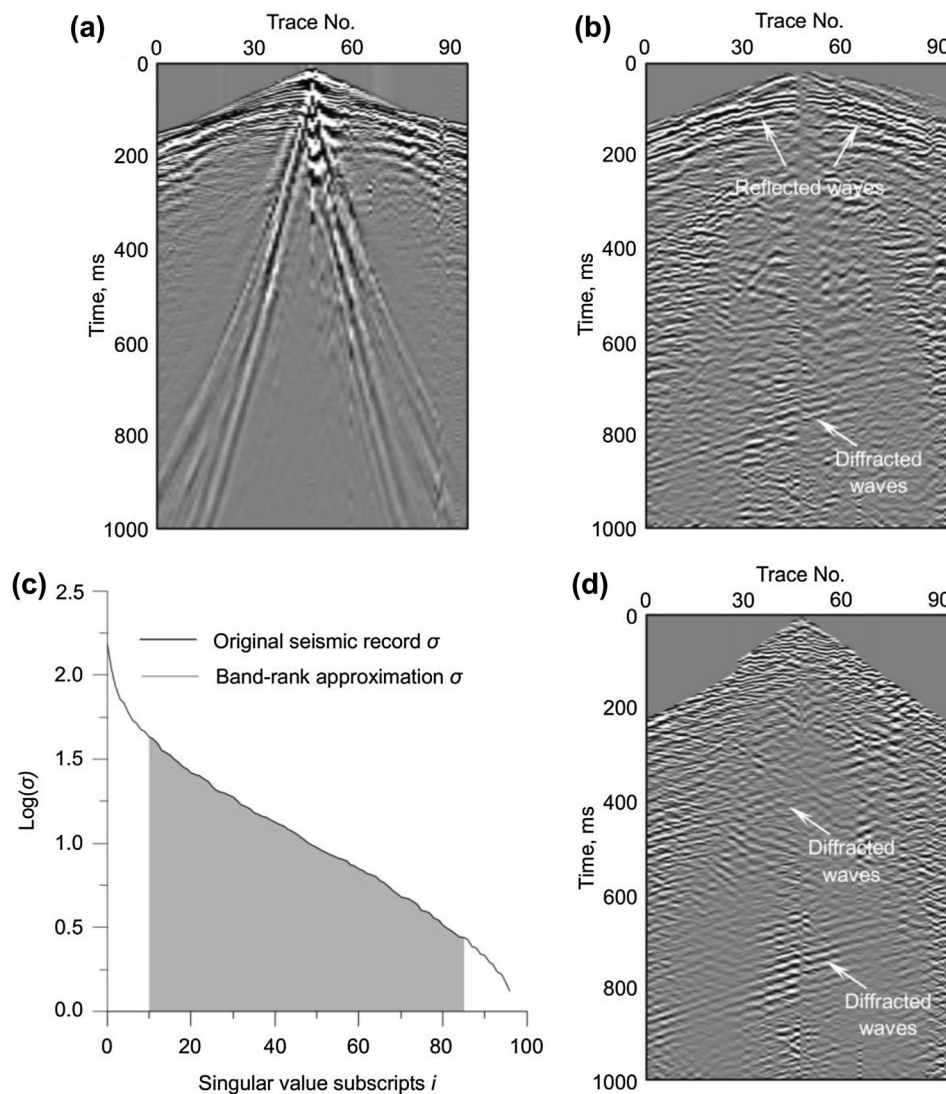 (a)
Trace No.
0 30 60 90
0
200
400
600
800
1000
Time, ms
(b)
Trace No.
0 30 60 90
0
200
400
600
800
1000
Time, ms
Reflected waves
Diffracted
waves
(c)
2.5
2.0
1.5
1.0
0.5
0.0
Log(σ)
Original seismic record σ
Band-rank approximation σ
0 20 40 60 80 100
Singular value subscripts i
(d)
Trace No.
0 30 60 90
0
200
400
600
800
1000
Time, ms
Diffracted
waves
Diffracted
waves